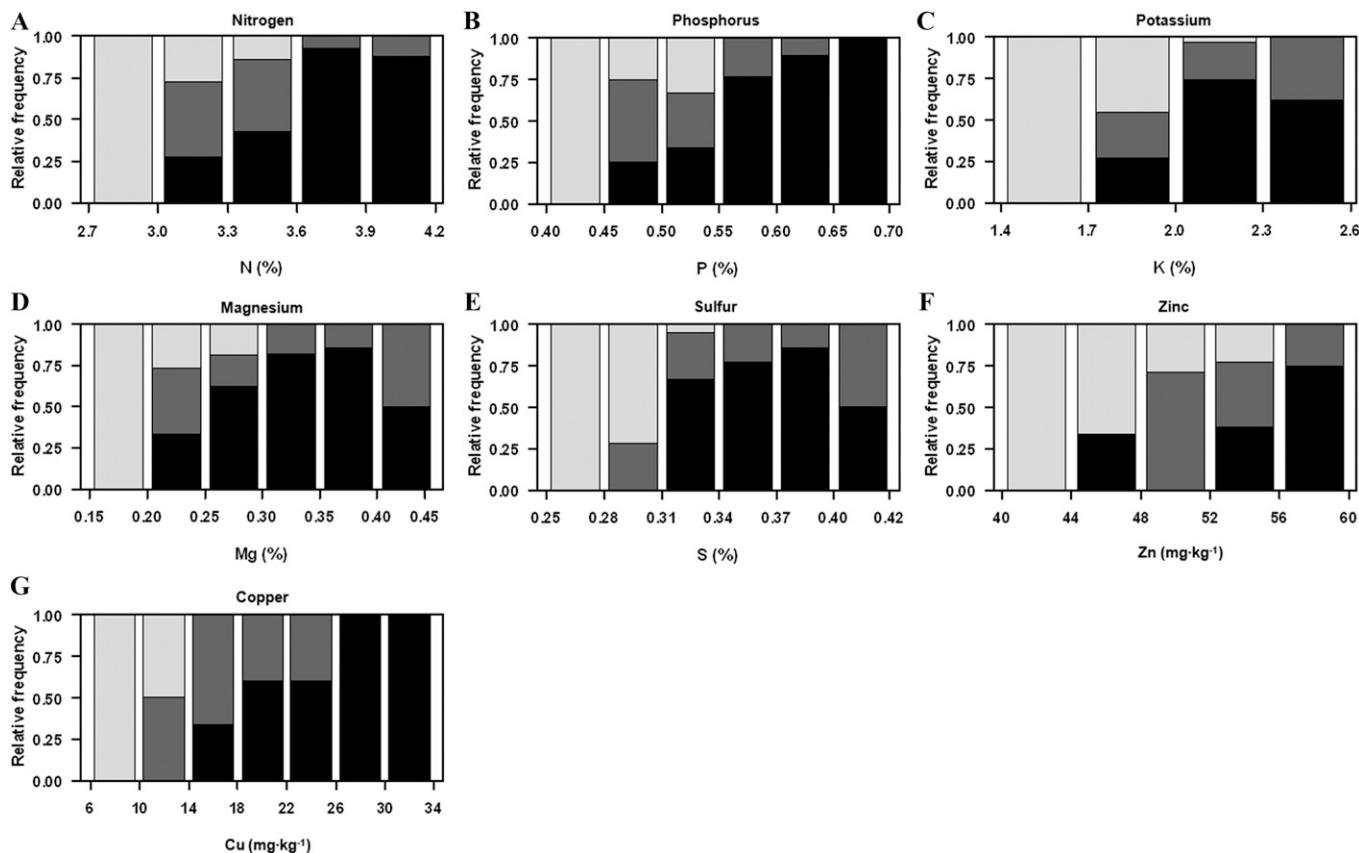 A
Nitrogen
Relative frequency
1.00
0.75
0.50
0.25
0.00
2.7 3.0 3.3 3.6 3.9 4.2
N (%)
B
Phosphorus
Relative frequency
1.00
0.75
0.50
0.25
0.00
0.40 0.45 0.50 0.55 0.60 0.65 0.70
P (%)
C
Potassium
Relative frequency
1.00
0.75
0.50
0.25
0.00
1.4 1.7 2.0 2.3 2.6
K (%)
D
Magnesium
Relative frequency
1.00
0.75
0.50
0.25
0.00
0.15 0.20 0.25 0.30 0.35 0.40 0.45
Mg (%)
E
Sulfur
Relative frequency
1.00
0.75
0.50
0.25
0.00
0.25 0.28 0.31 0.34 0.37 0.40 0.42
S (%)
F
Zinc
Relative frequency
1.00
0.75
0.50
0.25
0.00
40 44 48 52 56 60
Zn (mg·kg⁻¹)
G
Copper
Relative frequency
1.00
0.75
0.50
0.25
0.00
6 10 14 18 22 26 30 34
Cu (mg·kg⁻¹)